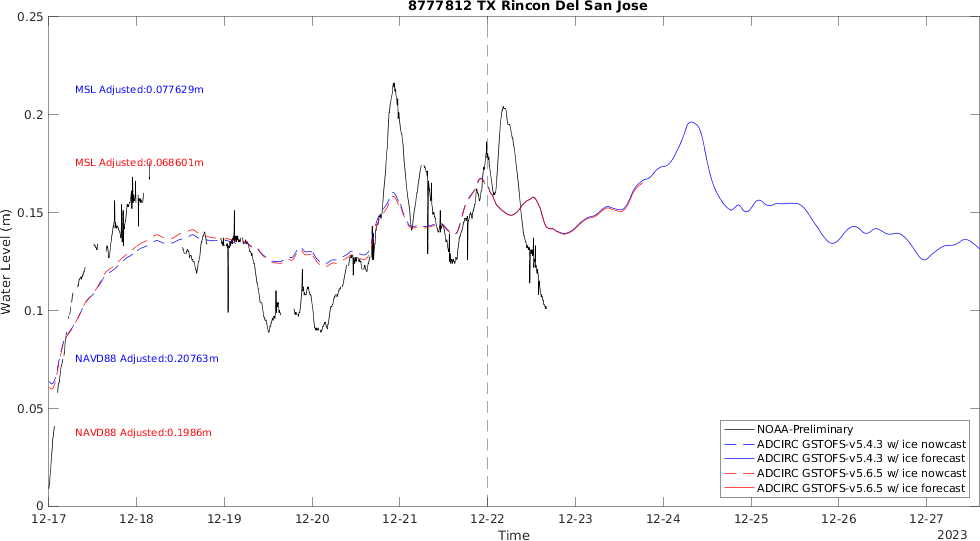 8777812 TX Rincon Del San Jose
0.25
0.2
0.15
0.1
0.05
0
Water Level (m)
MSL Adjusted:0.077629m
MSL Adjusted:0.068601m
NAVD88 Adjusted:0.20763m
NAVD88 Adjusted:0.1986m
NOAA-Preliminary
ADCIRC GSTOFS-v5.4.3 w/ ice nowcast
ADCIRC GSTOFS-v5.4.3 w/ ice forecast
ADCIRC GSTOFS-v5.6.5 w/ ice nowcast
ADCIRC GSTOFS-v5.6.5 w/ ice forecast
12-17 12-18 12-19 12-20 12-21 12-22 12-23 12-24 12-25 12-26 12-27
Time
2023